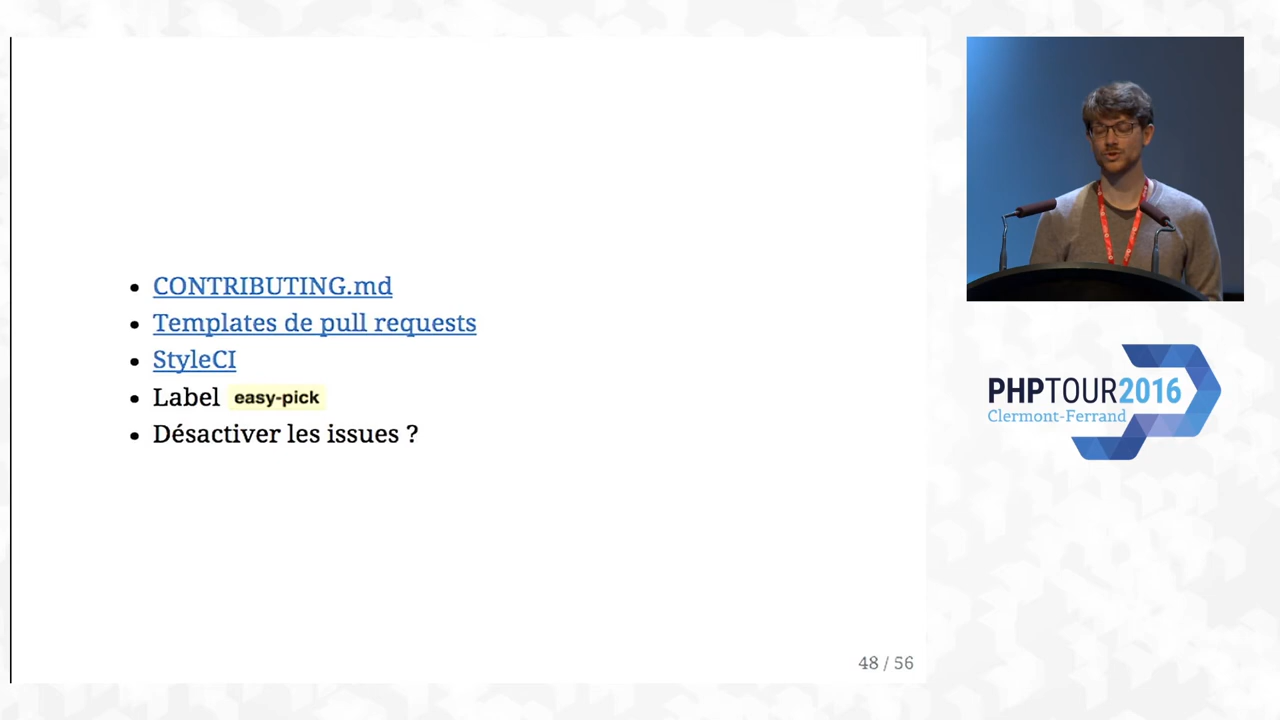 CONTRIBUTING.md
Templates de pull requests
StyleCI
Label easy-pick
Désactiver les issues ?
48 / 56
PHPTOUR2016
Clermont-Ferrand